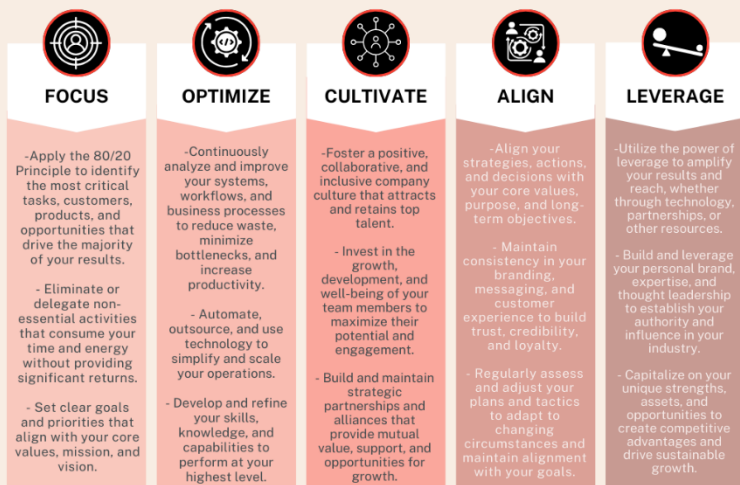 FOCUS
-Apply the 80/20
Principle to identify
the most critical
tasks, customers,
products, and
opportunities that
drive the majority
of your results.
- Eliminate or
delegate non-
essential activities
that consume your
time and energy
without providing
significant returns.
- Set clear goals
and priorities that
align with your core
values, mission, and
vision.
OPTIMIZE
-Continuously
analyze and improve
your systems,
workflows, and
business processes
to reduce waste,
minimize
bottlenecks, and
increase
productivity.
- Automate,
outsource, and use
technology to
simplify and scale
your operations.
- Develop and refine
your skills,
knowledge, and
capabilities to
perform at your
highest level.
CULTIVATE
-Foster a positive,
collaborative, and
inclusive company
culture that attracts
and retains top
talent.
- Invest in the
growth,
development, and
well-being of your
team members to
maximize their
potential and
engagement.
- Build and maintain
strategic
partnerships and
alliances that
provide mutual
value, support, and
opportunities for
growth.
ALIGN
-Align your
strategies, actions,
and decisions with
your core values,
purpose, and long-
term objectives.
- Maintain
consistency in your
branding,
messaging, and
customer
experience to build
trust, credibility,
and loyalty.
- Regularly assess
and adjust your
plans and tactics
to adapt to
changing
circumstances and
maintain alignment
with your goals.
LEVERAGE
-Utilize the power of
leverage to amplify
your results and
reach, whether
through technology,
partnerships, or
other resources.
- Build and leverage
your personal brand,
expertise, and
thought leadership
to establish your
authority and
influence in your
industry.
- Capitalize on your
unique strengths,
assets, and
opportunities to
create competitive
advantages and
drive sustainable
growth.